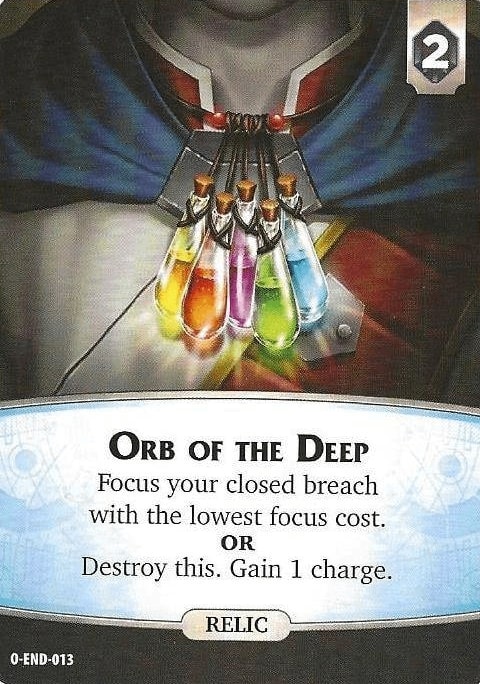 2
Orb of the Deep
Focus your closed breach
with the lowest focus cost.
OR
Destroy this. Gain 1 charge.
RELIC
0-END-013